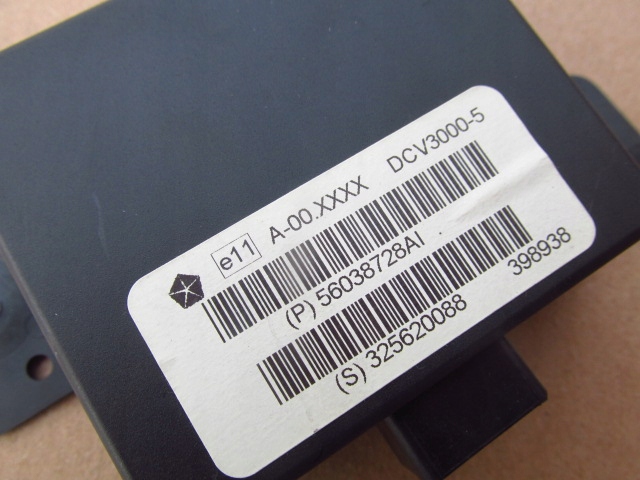 e11 A-00.XXXX DCV3000-5
(P) 56038728AI
(S) 325620088 398938